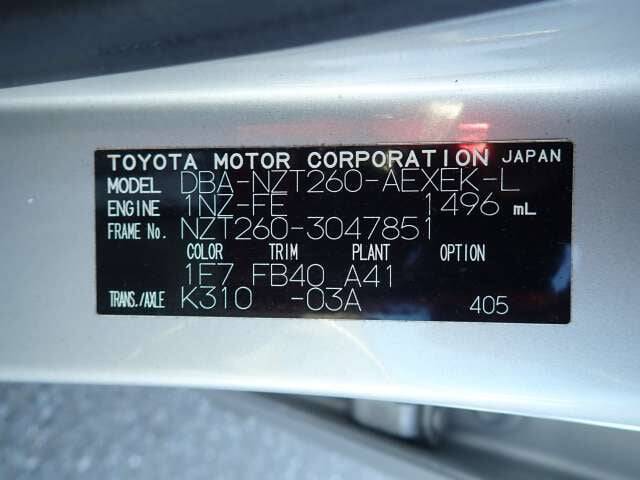 TOYOTA MOTOR CORPORATION JAPAN
MODEL DBA-NZT260-AEXEK-L
ENGINE 1NZ-FE 1496 mL
FRAME No. NZT260-3047851
COLOR TRIM PLANT OPTION
1F7 FB40 A41
TRANS./AXLE K310 -03A 405